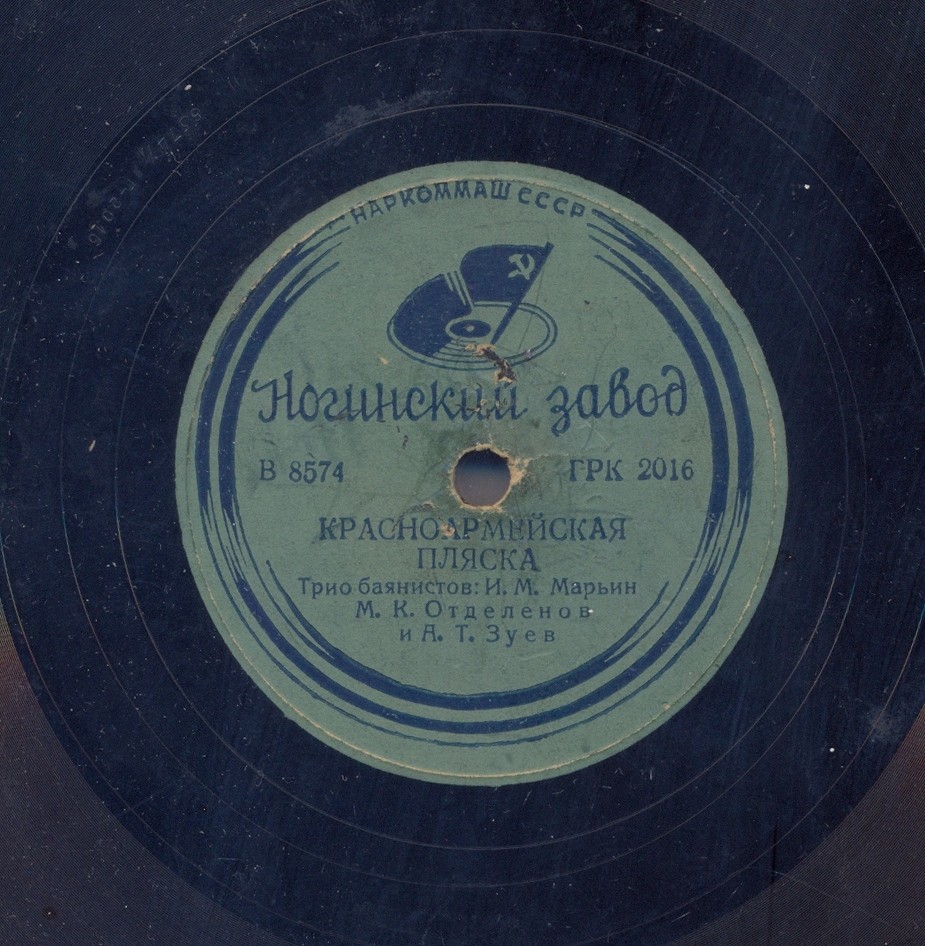 НАРКОММАШ СССР
Ногинский завод
В 8574 ГРК 2016
КРАСНОАРМЕЙСКАЯ
ПЛЯСКА
Трио баянистов: И. М. Марьин
М. К. Отделенов
и А. Т. Зуев